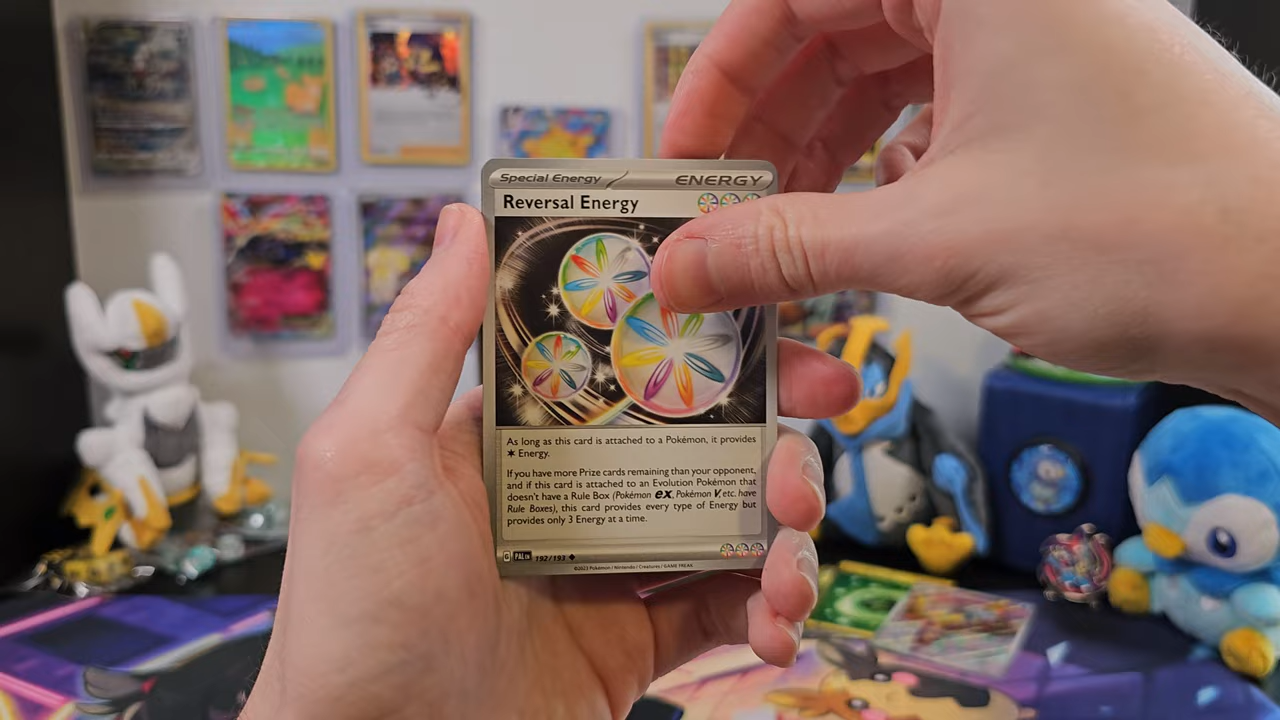 Special Energy ENERGY
Reversal Energy
As long as this card is attached to a Pokémon, it provides
Energy.
If you have more Prize cards remaining than your opponent,
and if this card is attached to an Evolution Pokémon that
doesn't have a Rule Box (Pokémon ex, Pokémon V, etc. have
Rule Boxes), this card provides every type of Energy but
provides only 3 Energy at a time.
G PAL EN 192/193
©2023 Pokémon / Nintendo / Creatures / GAME FREAK